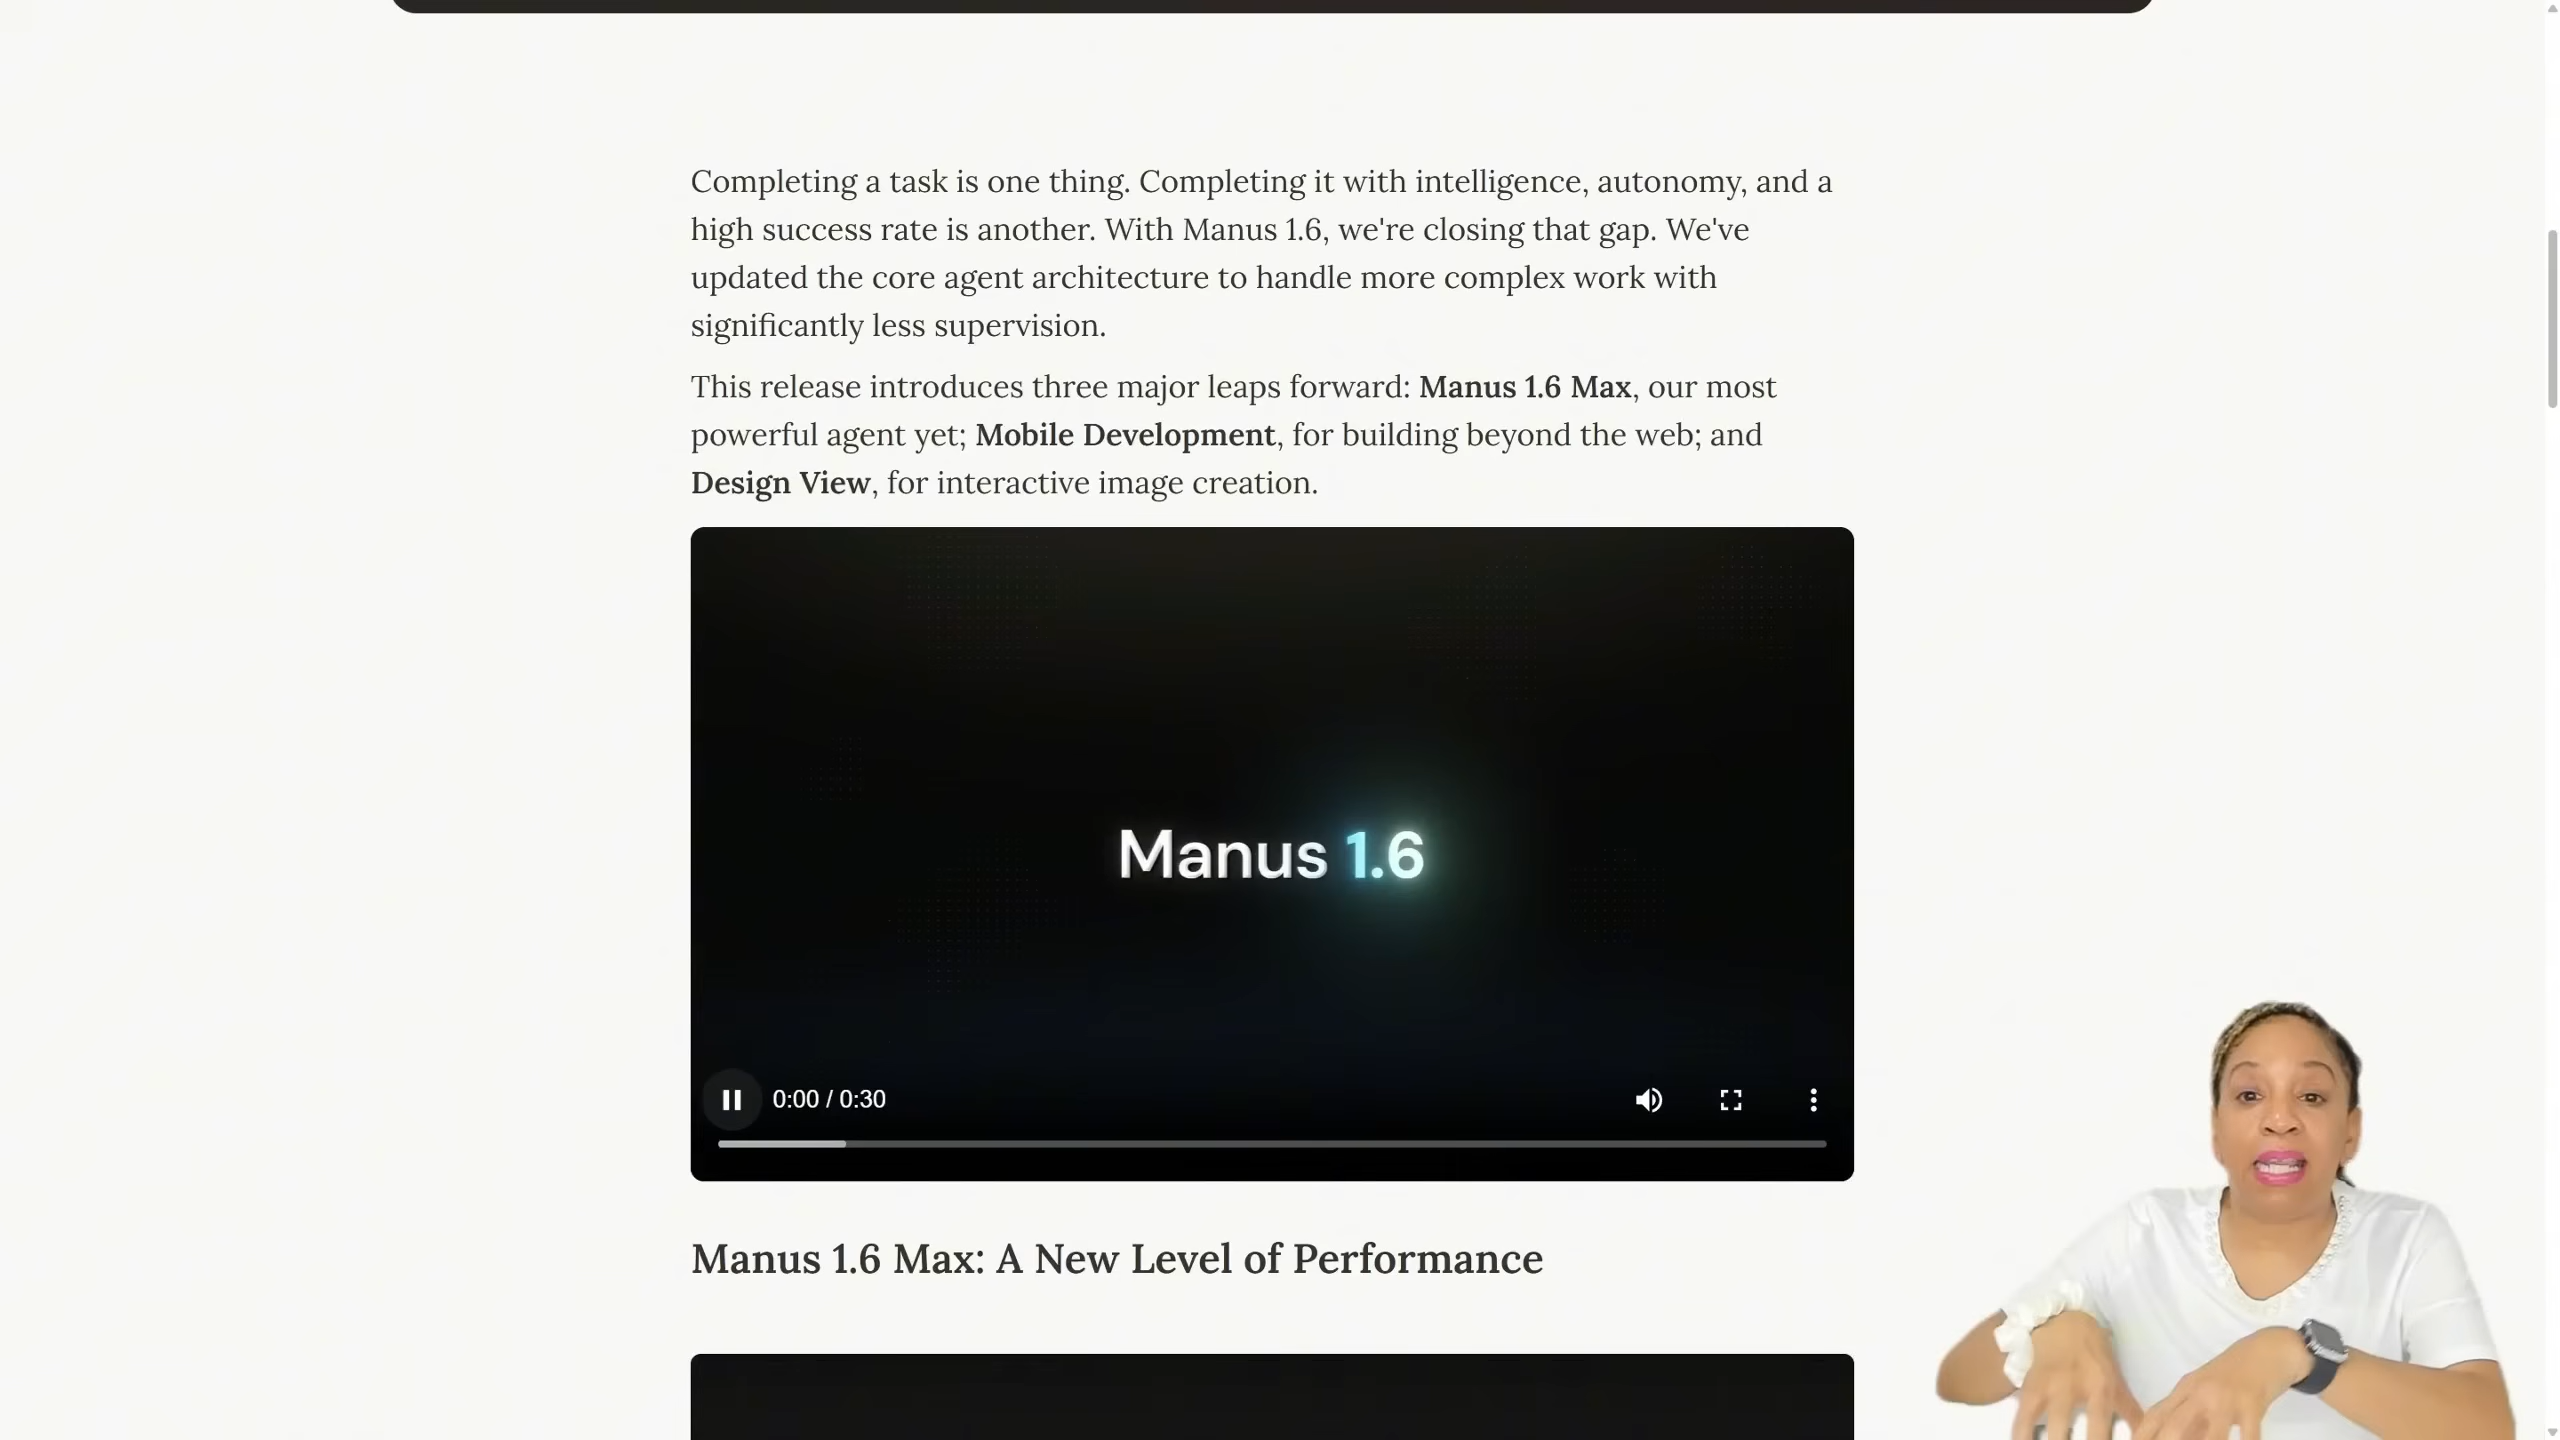 Completing a task is one thing. Completing it with intelligence, autonomy, and a
high success rate is another. With Manus 1.6, we're closing that gap. We've
updated the core agent architecture to handle more complex work with
significantly less supervision.
This release introduces three major leaps forward: Manus 1.6 Max, our most
powerful agent yet; Mobile Development, for building beyond the web; and
Design View, for interactive image creation.
Manus 1.6
0:00 / 0:30
Manus 1.6 Max: A New Level of Performance